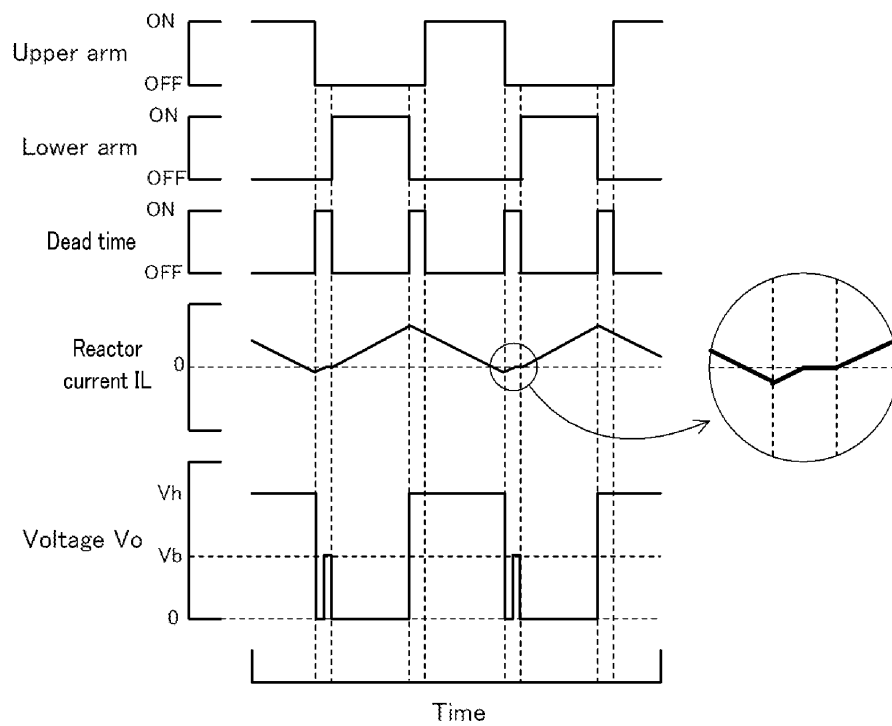 ON
Upper arm
OFF
ON
Lower arm
OFF
ON
Dead time
OFF
Reactor
current IL
0
Vh
Voltage Vo
Vb
0
Time